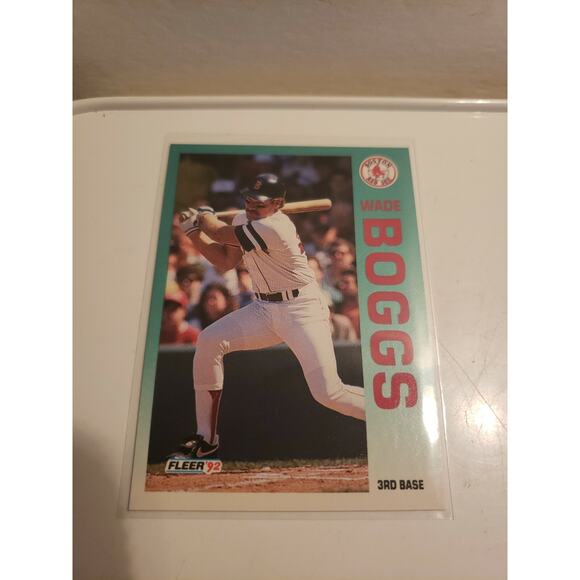 BOSTON
RED SOX
WADE
BOGGS
B
FLEER '92
3RD BASE